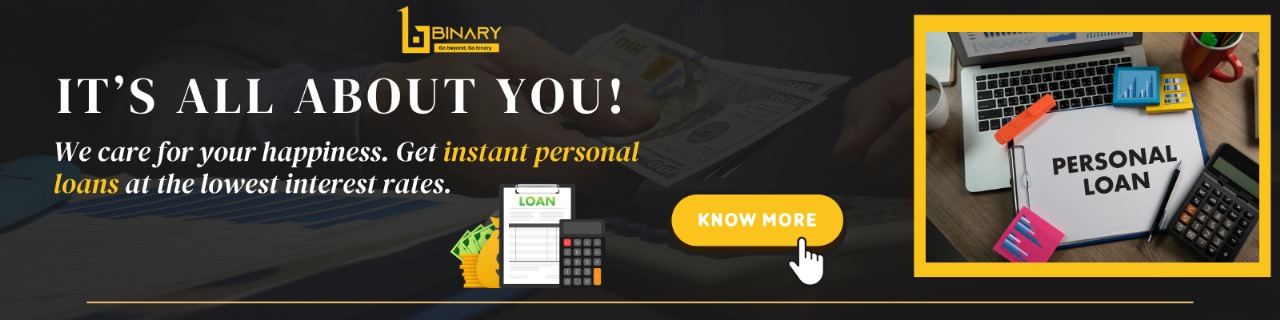 BINARY
Go beyond, Go binary
IT'S ALL ABOUT YOU!
We care for your happiness. Get instant personal
loans at the lowest interest rates.
LOAN
KNOW MORE
PERSONAL
LOAN